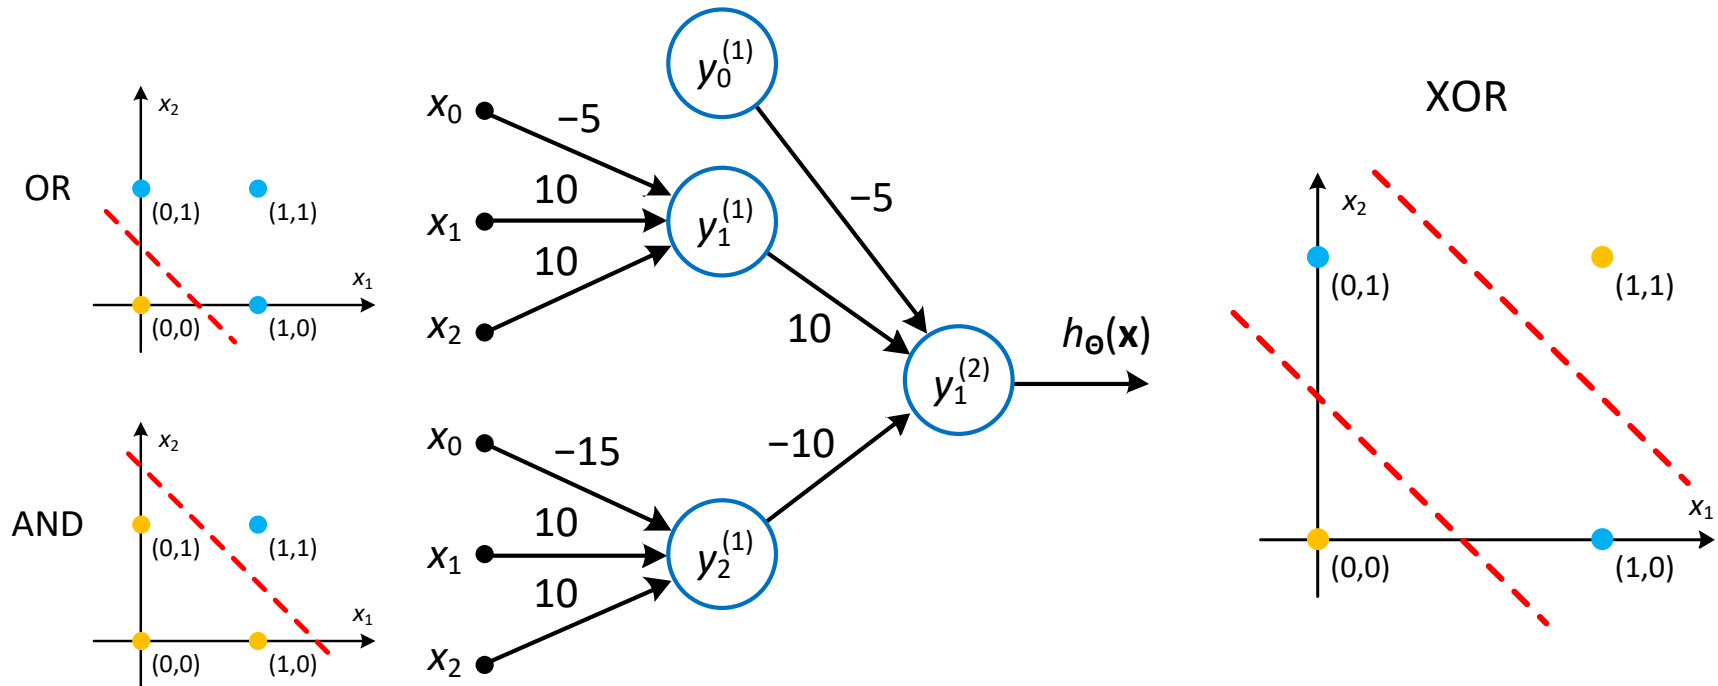 OR
x₂
(0,1)
(1,1)
x₁
(0,0)
(1,0)
AND
x₂
(0,1)
(1,1)
x₁
(0,0)
(1,0)
x₀
−5
x₁
10
x₂
10
y₀⁽¹⁾
y₁⁽¹⁾
−5
10
x₀
−15
x₁
10
x₂
10
y₂⁽¹⁾
−10
y₁⁽²⁾
h_Θ(𝐱)
XOR
x₂
(0,1)
(1,1)
x₁
(0,0)
(1,0)